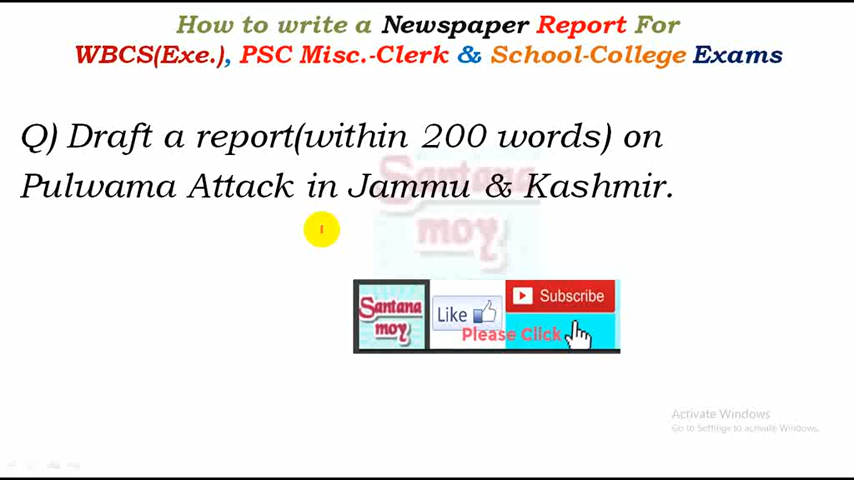 How to write a Newspaper Report For
WBCS(Exe.), PSC Misc.-Clerk & School-College Exams
Q) Draft a report(within 200 words) on
Pulwama Attack in Jammu & Kashmir.
Santana
moy
Santana
moy
Like
Subscribe
Please Click
Activate Windows
Go to Settings to activate Windows.